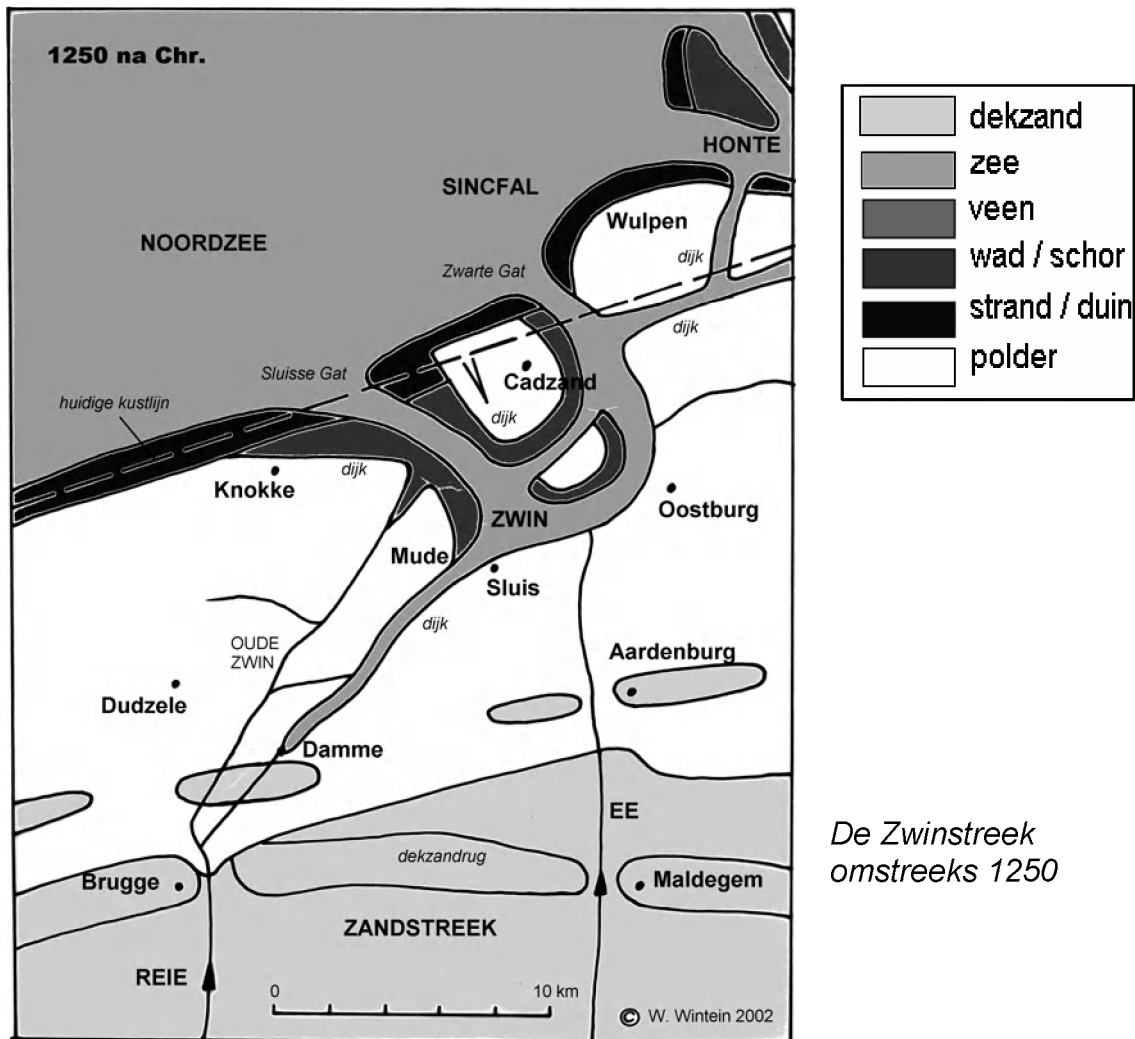 1250 na Chr.
HONTE
SINCFAL
Wulpen
NOORDZEE
dijk
Zwarte Gat
dijk
Sluisse Gat
Cadzand
huidige kustlijn
dijk
dijk
Knokke
Oostburg
ZWIN
Mude
Sluis
dijk
OUDE
ZWIN
Aardenburg
Dudzele
Damme
EE
dekzandrug
Brugge
Maldegem
ZANDSTREEK
REIE
0
10 km
© W. Wintein 2002
dekzand
zee
veen
wad / schor
strand / duin
polder
De Zwinstreek
omstreeks 1250